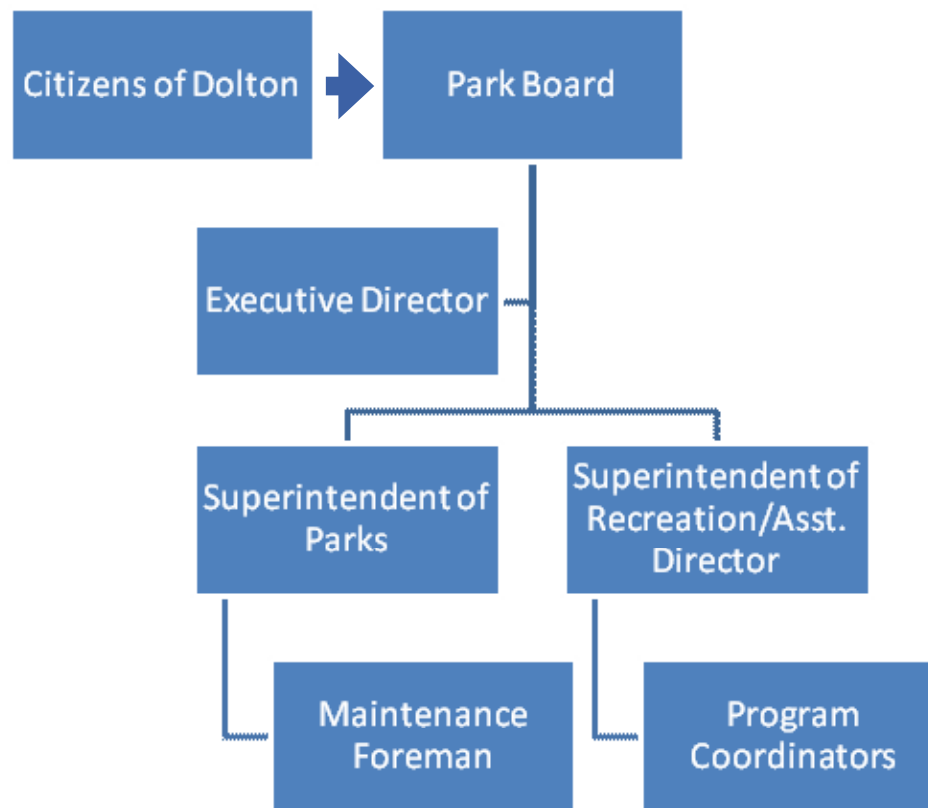 Citizens of Dolton
Park Board
Executive Director
Superintendent of
Parks
Superintendent of
Recreation/Asst.
Director
Maintenance
Foreman
Program
Coordinators